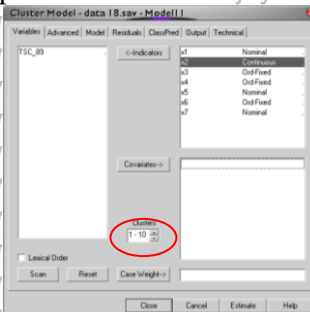 Cluster Model - data 18.sav - Model1
Variables Advanced Model Residuals ClassPred Output Technical
TSC_89
<--Indicators
x1 Nominal
x2 Continuous
x3 Ord-Fixed
x4 Ord-Fixed
x5 Nominal
x6 Ord-Fixed
x7 Nominal
Covariates-->
Clusters
1 - 10
Lexical Order
Scan Reset Case Weight->
Close Cancel Estimate Help